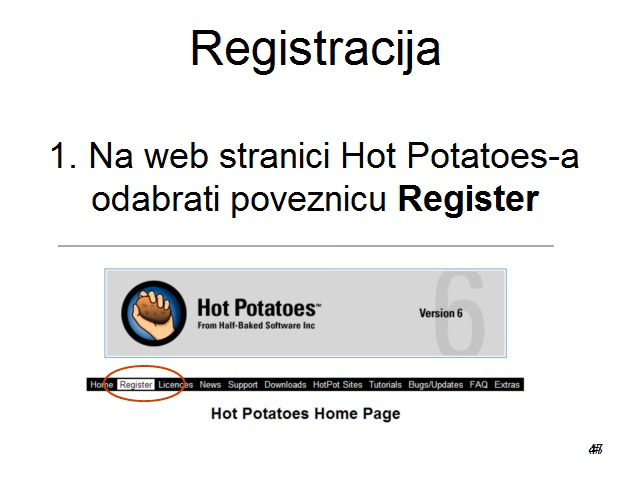 Registracija
1. Na web stranici Hot Potatoes-a
odabrati poveznicu Register
Hot Potatoes™
From Half-Baked Software Inc
Version 6
6
Home Register Licences News Support Downloads HotPot Sites Tutorials Bugs/Updates FAQ Extras
Hot Potatoes Home Page